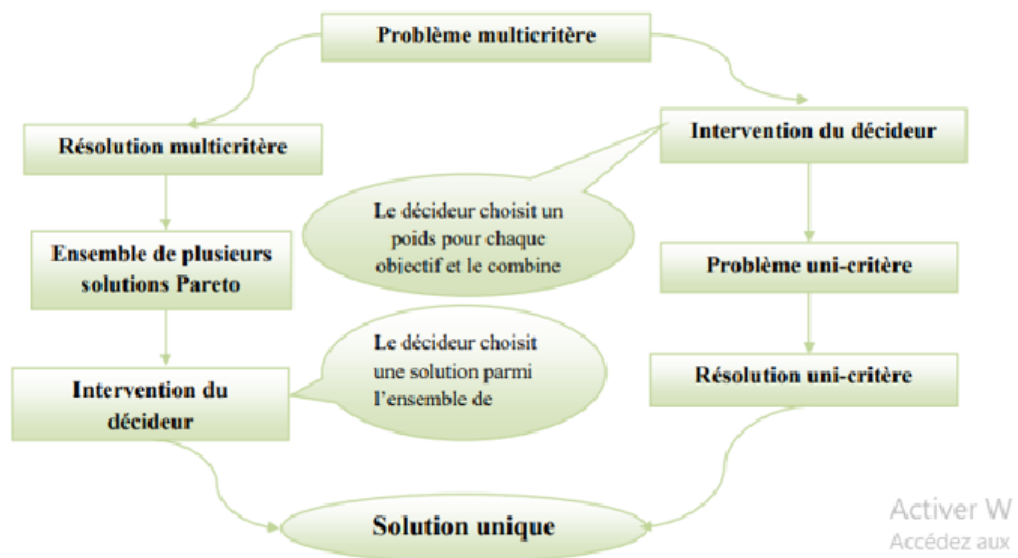 Problème multicritère
Résolution multicritère
Intervention du décideur
Le décideur choisit un
poids pour chaque
objectif et le combine
Ensemble de plusieurs
solutions Pareto
Problème uni-critère
Le décideur choisit
une solution parmi
l'ensemble de
Intervention du
décideur
Résolution uni-critère
Solution unique
Activer W
Accédez aux